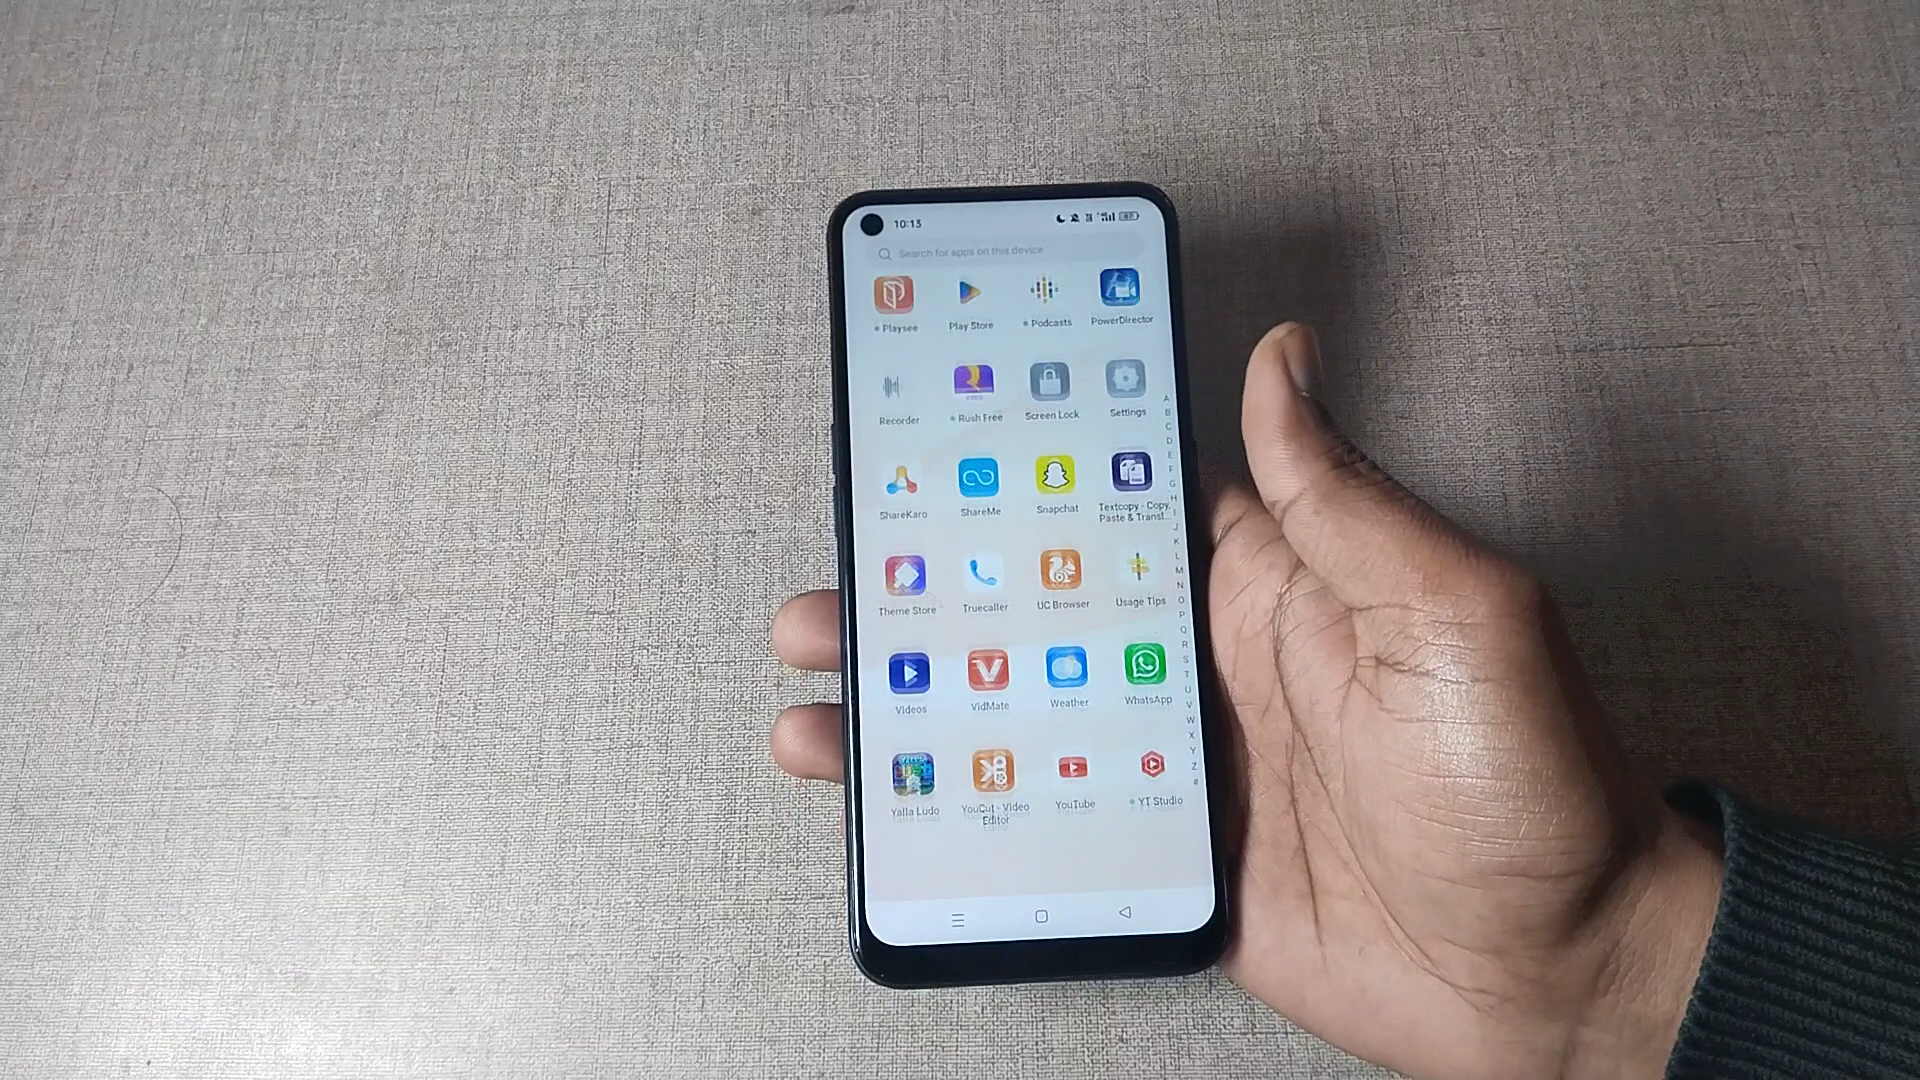 10:13
Search for apps on this device
Playsee
Play Store
Podcasts
PowerDirector
Recorder
Rush Free
Screen Lock
Settings
ShareKaro
ShareMe
Snapchat
Textcopy - Copy,
Paste & Transl...
Theme Store
Truecaller
UC Browser
Usage Tips
Videos
VidMate
Weather
WhatsApp
Yalla Ludo
YouCut - Video
Editor
YouTube
YT Studio
A
B
C
D
E
F
G
H
I
J
K
L
M
N
O
P
Q
R
S
T
U
V
W
X
Y
Z
#